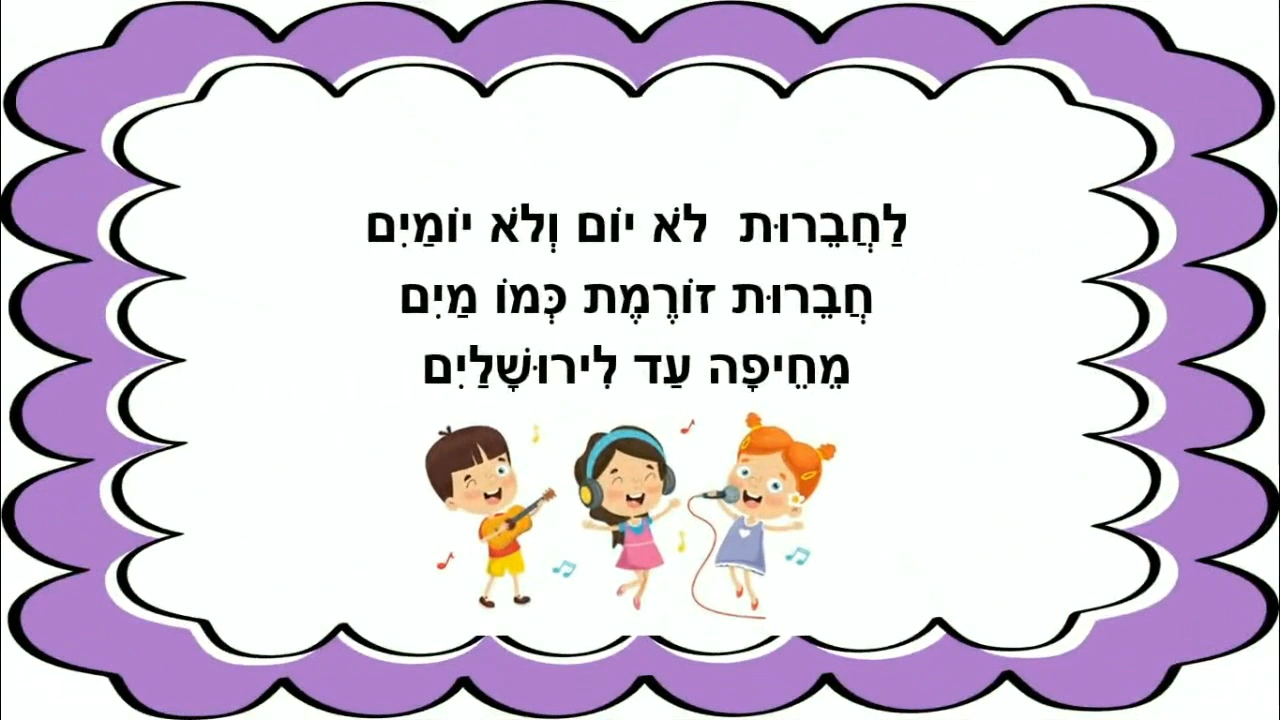 לַחֲבֵרוּת לֹא יוֹם וְלֹא יוֹמַיִם
חֲבֵרוּת זוֹרֶמֶת כְּמוֹ מַיִם
מֵחֵיפָה עַד לִירוּשָׁלַיִם